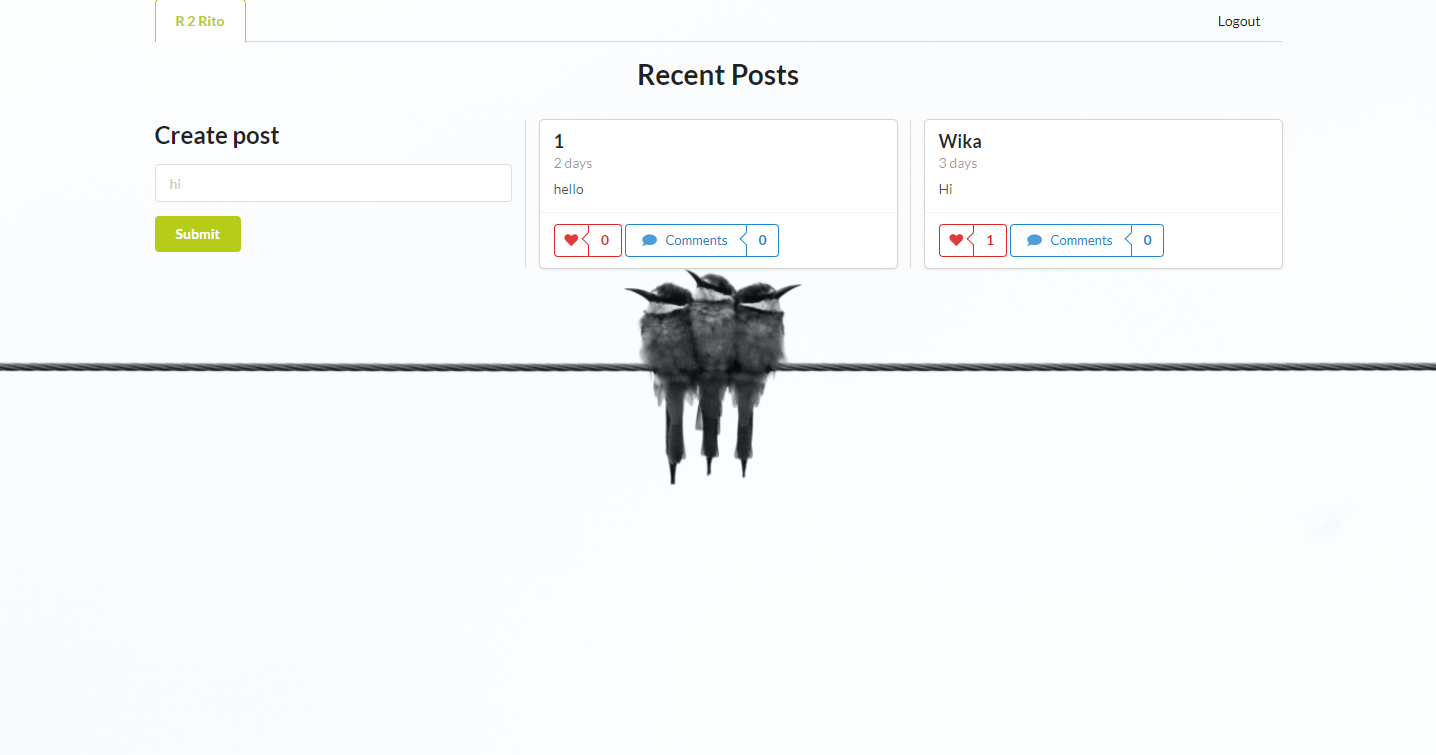 R 2 Rito
Logout
Recent Posts
Create post
hi
Submit
1
2 days
hello
0 Comments 0
Wika
3 days
Hi
1 Comments 0